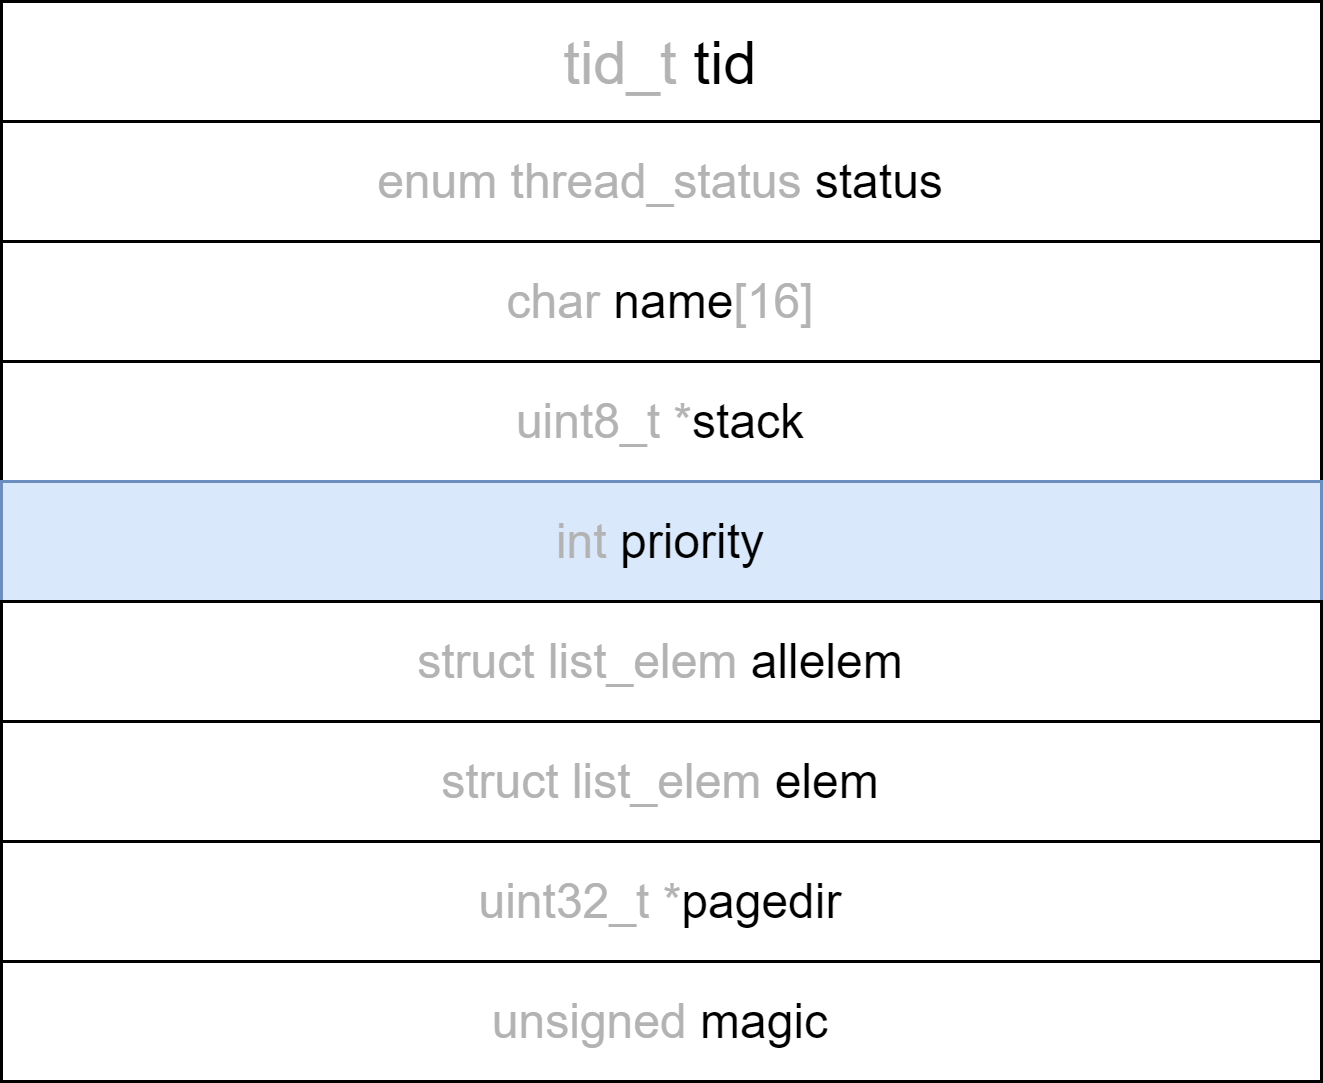 tid_t tid
enum thread_status status
char name[16]
uint8_t *stack
int priority
struct list_elem allelem
struct list_elem elem
uint32_t *pagedir
unsigned magic